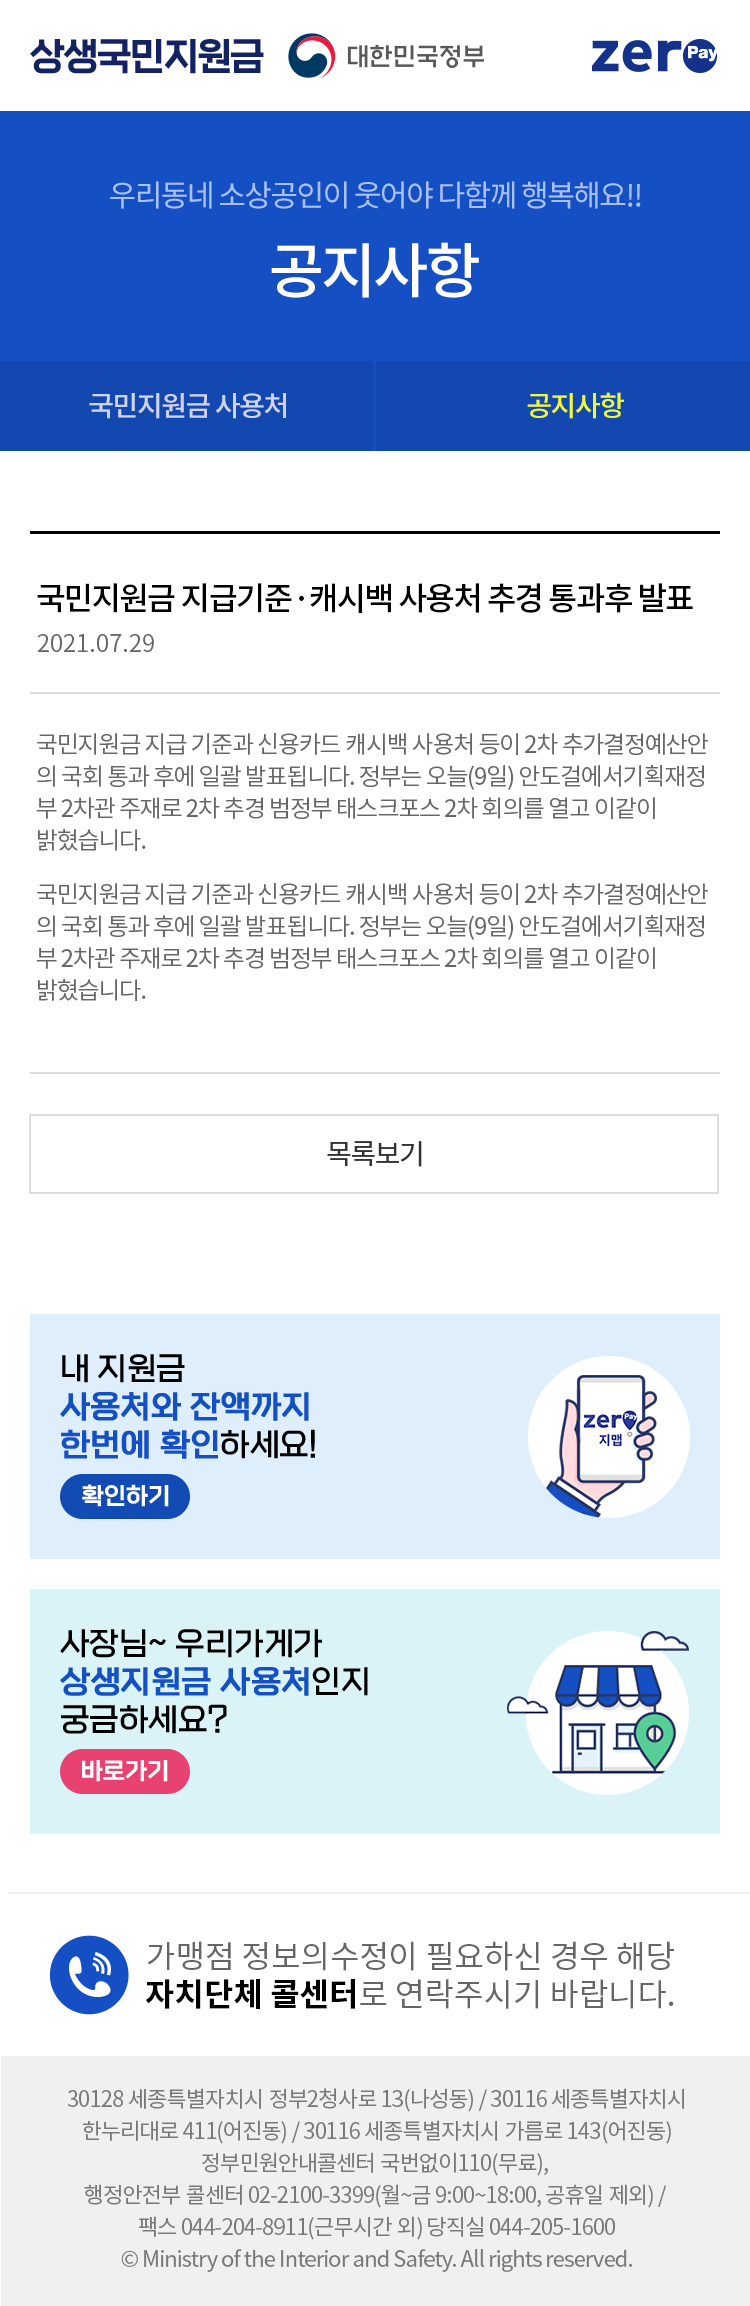 상생국민지원금 대한민국정부 zeropay
우리동네 소상공인이 웃어야 다함께 행복해요!!
공지사항
국민지원금 사용처 공지사항
국민지원금 지급기준·캐시백 사용처 추경 통과후 발표
2021.07.29
국민지원금 지급 기준과 신용카드 캐시백 사용처 등이 2차 추가결정예산안
의 국회 통과 후에 일괄 발표됩니다. 정부는 오늘(9일) 안도걸에서기획재정
부 2차관 주재로 2차 추경 범정부 태스크포스 2차 회의를 열고 이같이
밝혔습니다.
국민지원금 지급 기준과 신용카드 캐시백 사용처 등이 2차 추가결정예산안
의 국회 통과 후에 일괄 발표됩니다. 정부는 오늘(9일) 안도걸에서기획재정
부 2차관 주재로 2차 추경 범정부 태스크포스 2차 회의를 열고 이같이
밝혔습니다.
목록보기
내 지원금
사용처와 잔액까지
한번에 확인하세요!
확인하기
zeroPay
지맵
사장님~ 우리가게가
상생지원금 사용처인지
궁금하세요?
바로가기
가맹점 정보의수정이 필요하신 경우 해당
자치단체 콜센터로 연락주시기 바랍니다.
30128 세종특별자치시 정부2청사로 13(나성동) / 30116 세종특별자치시
한누리대로 411(어진동) / 30116 세종특별자치시 가름로 143(어진동)
정부민원안내콜센터 국번없이110(무료),
행정안전부 콜센터 02-2100-3399(월~금 9:00~18:00, 공휴일 제외) /
팩스 044-204-8911(근무시간 외) 당직실 044-205-1600
© Ministry of the Interior and Safety. All rights reserved.